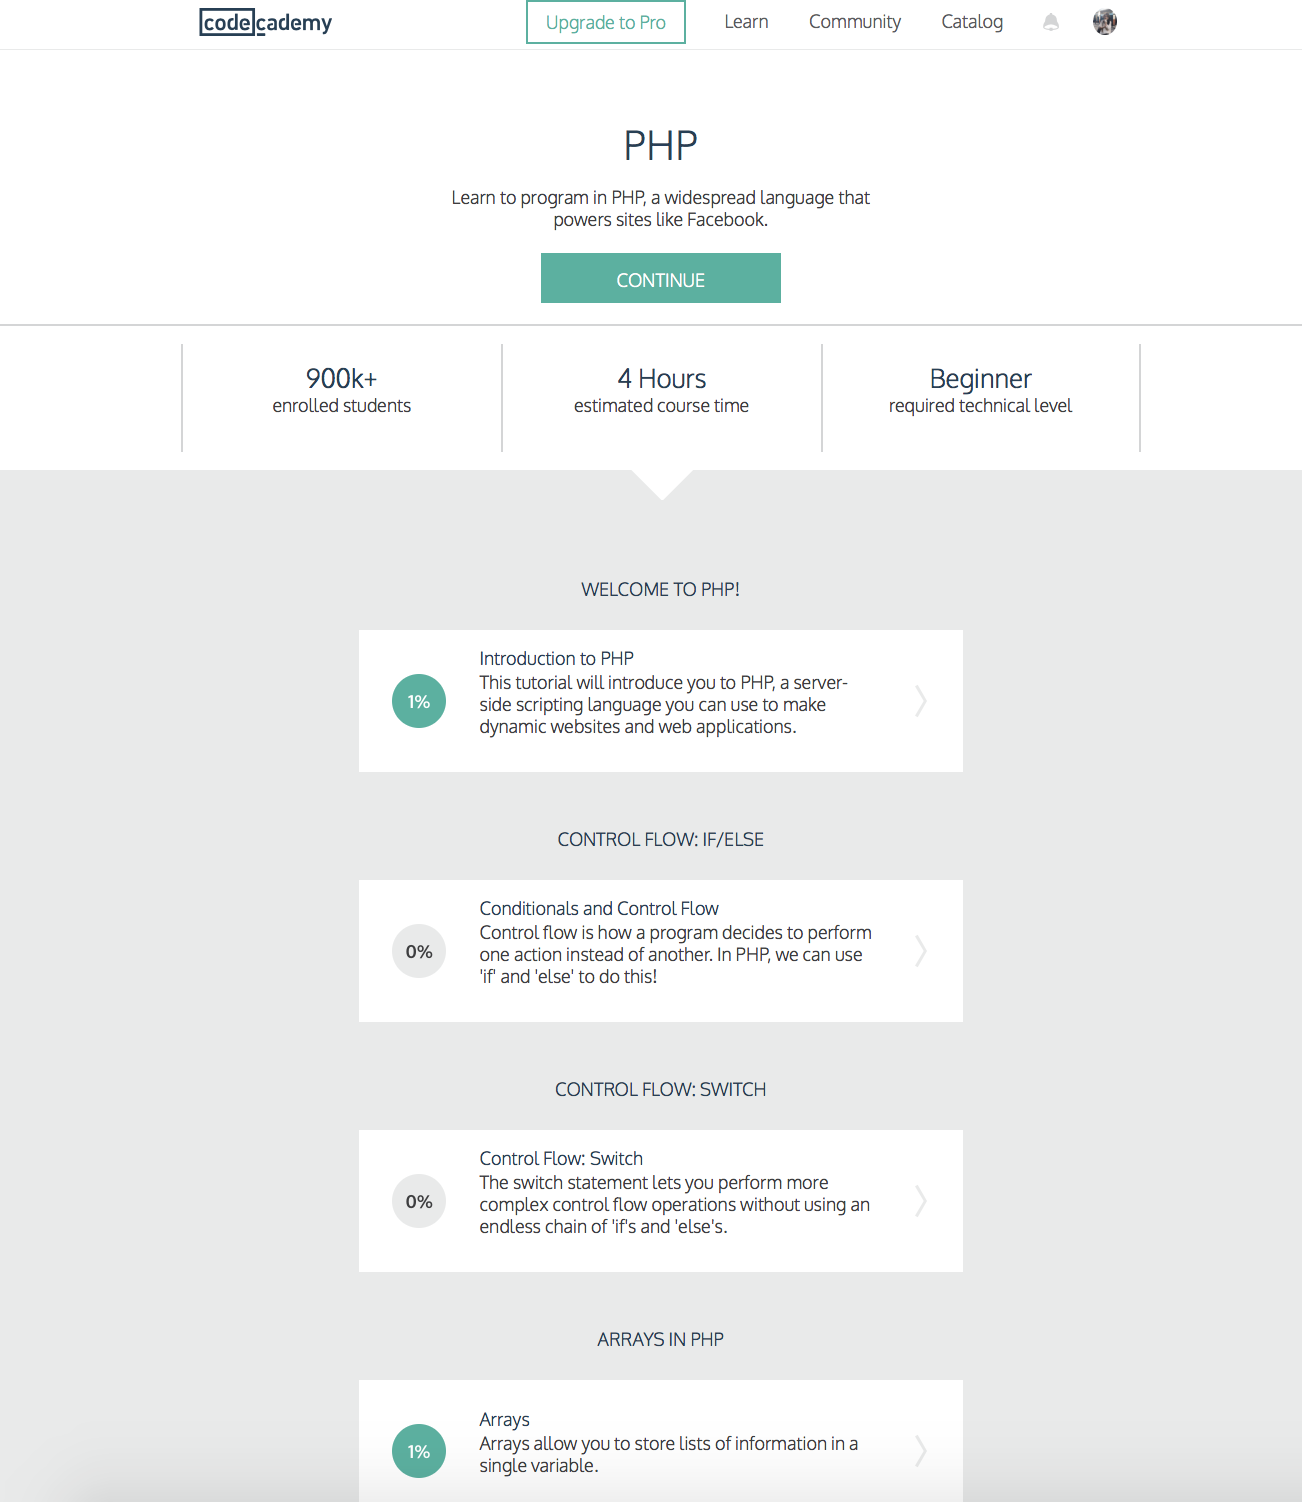 codecademy
Upgrade to Pro
Learn
Community
Catalog
PHP
Learn to program in PHP, a widespread language that
powers sites like Facebook.
CONTINUE
900k+
enrolled students
4 Hours
estimated course time
Beginner
required technical level
WELCOME TO PHP!
1%
Introduction to PHP
This tutorial will introduce you to PHP, a server-
side scripting language you can use to make
dynamic websites and web applications.
CONTROL FLOW: IF/ELSE
0%
Conditionals and Control Flow
Control flow is how a program decides to perform
one action instead of another. In PHP, we can use
'if' and 'else' to do this!
CONTROL FLOW: SWITCH
0%
Control Flow: Switch
The switch statement lets you perform more
complex control flow operations without using an
endless chain of 'if's and 'else's.
ARRAYS IN PHP
1%
Arrays
Arrays allow you to store lists of information in a
single variable.